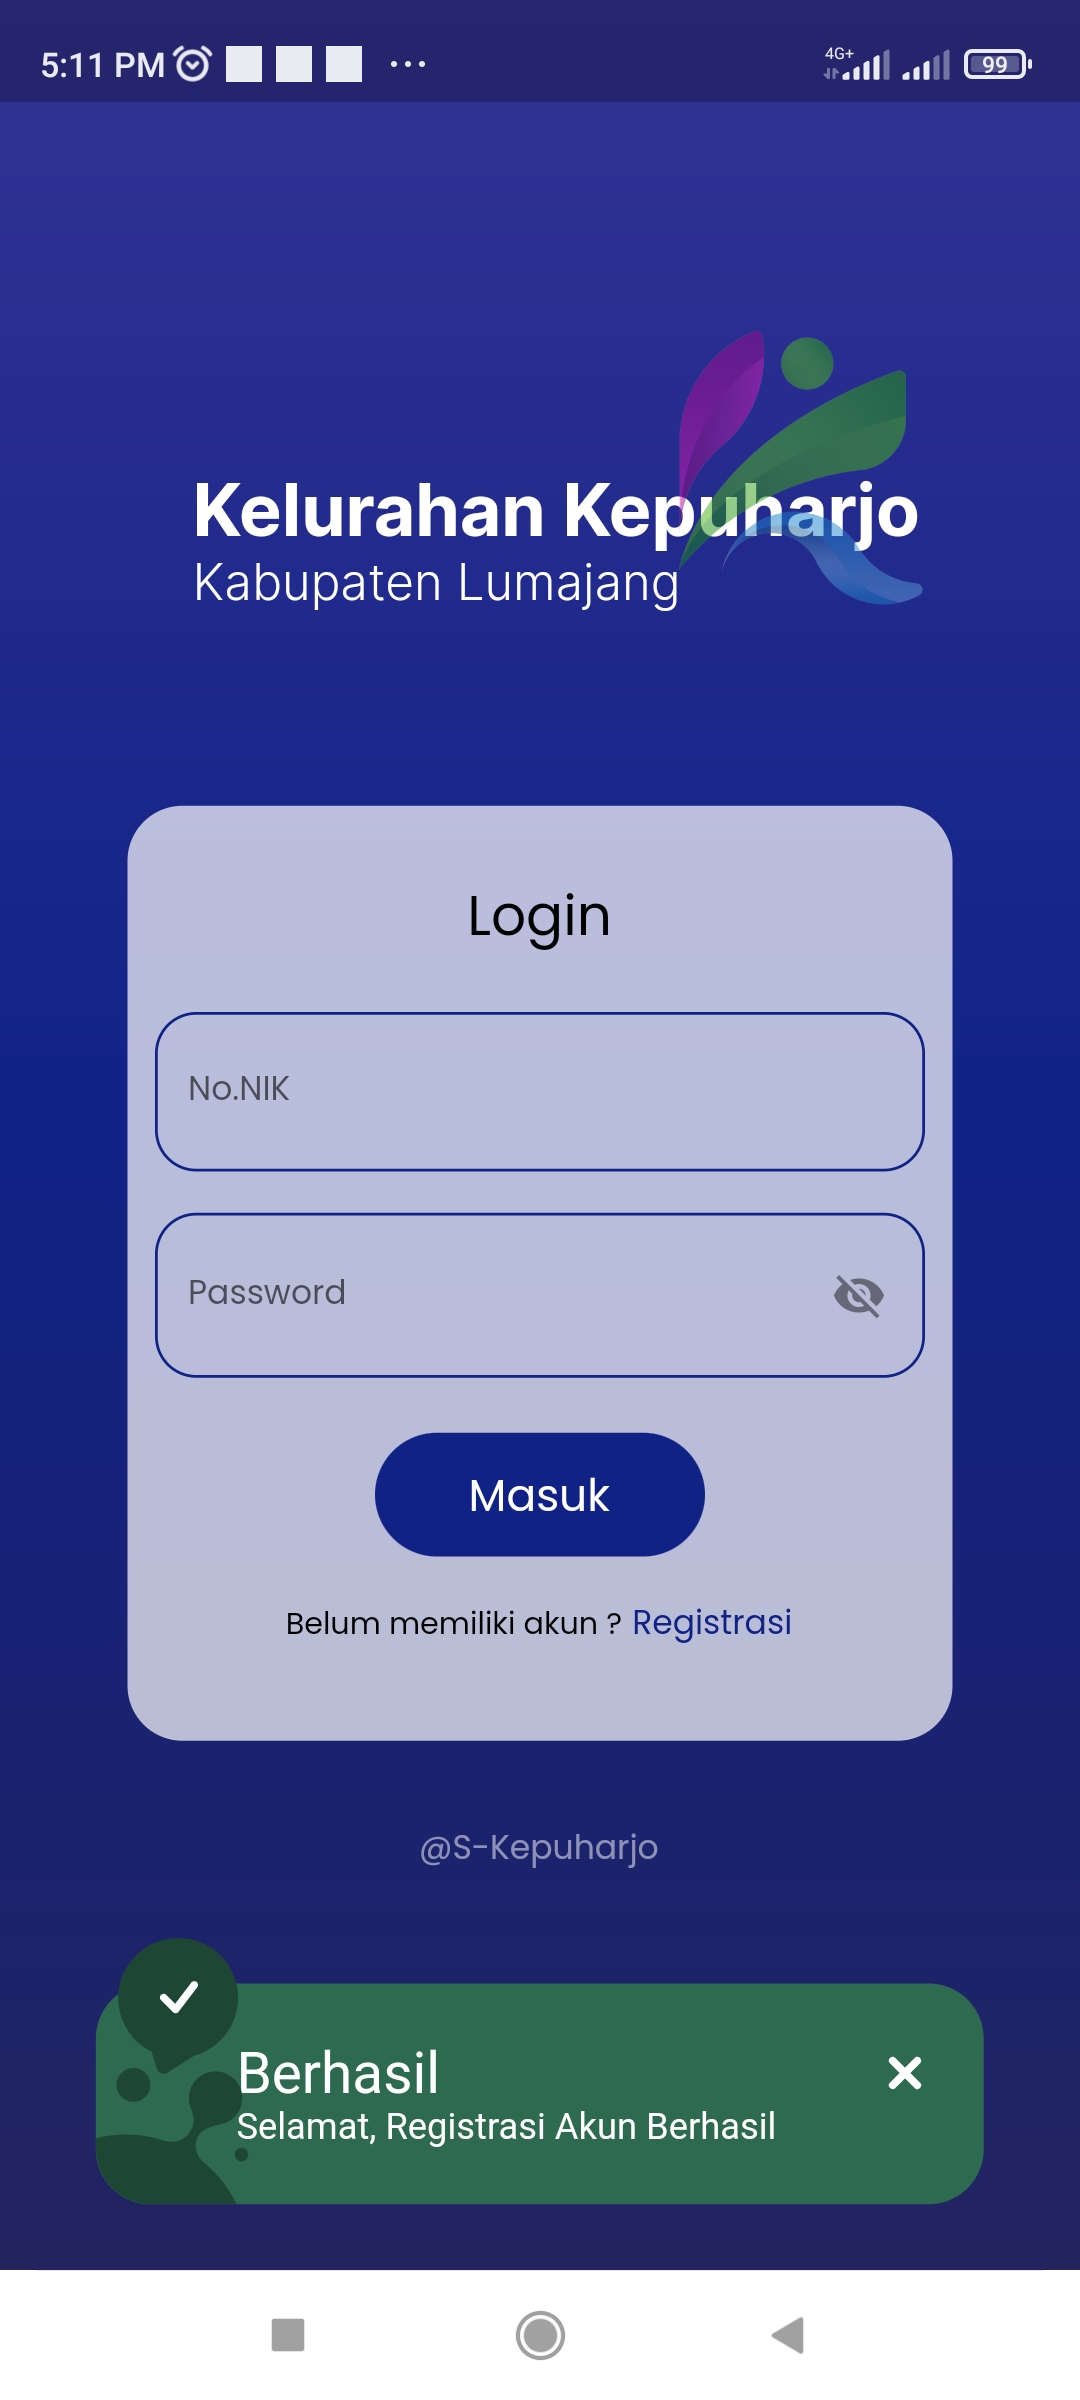 5:11 PM
4G+
99
Kelurahan Kepuharjo
Kabupaten Lumajang
Login
No.NIK
Password
Masuk
Belum memiliki akun ? Registrasi
@S-Kepuharjo
Berhasil
Selamat, Registrasi Akun Berhasil